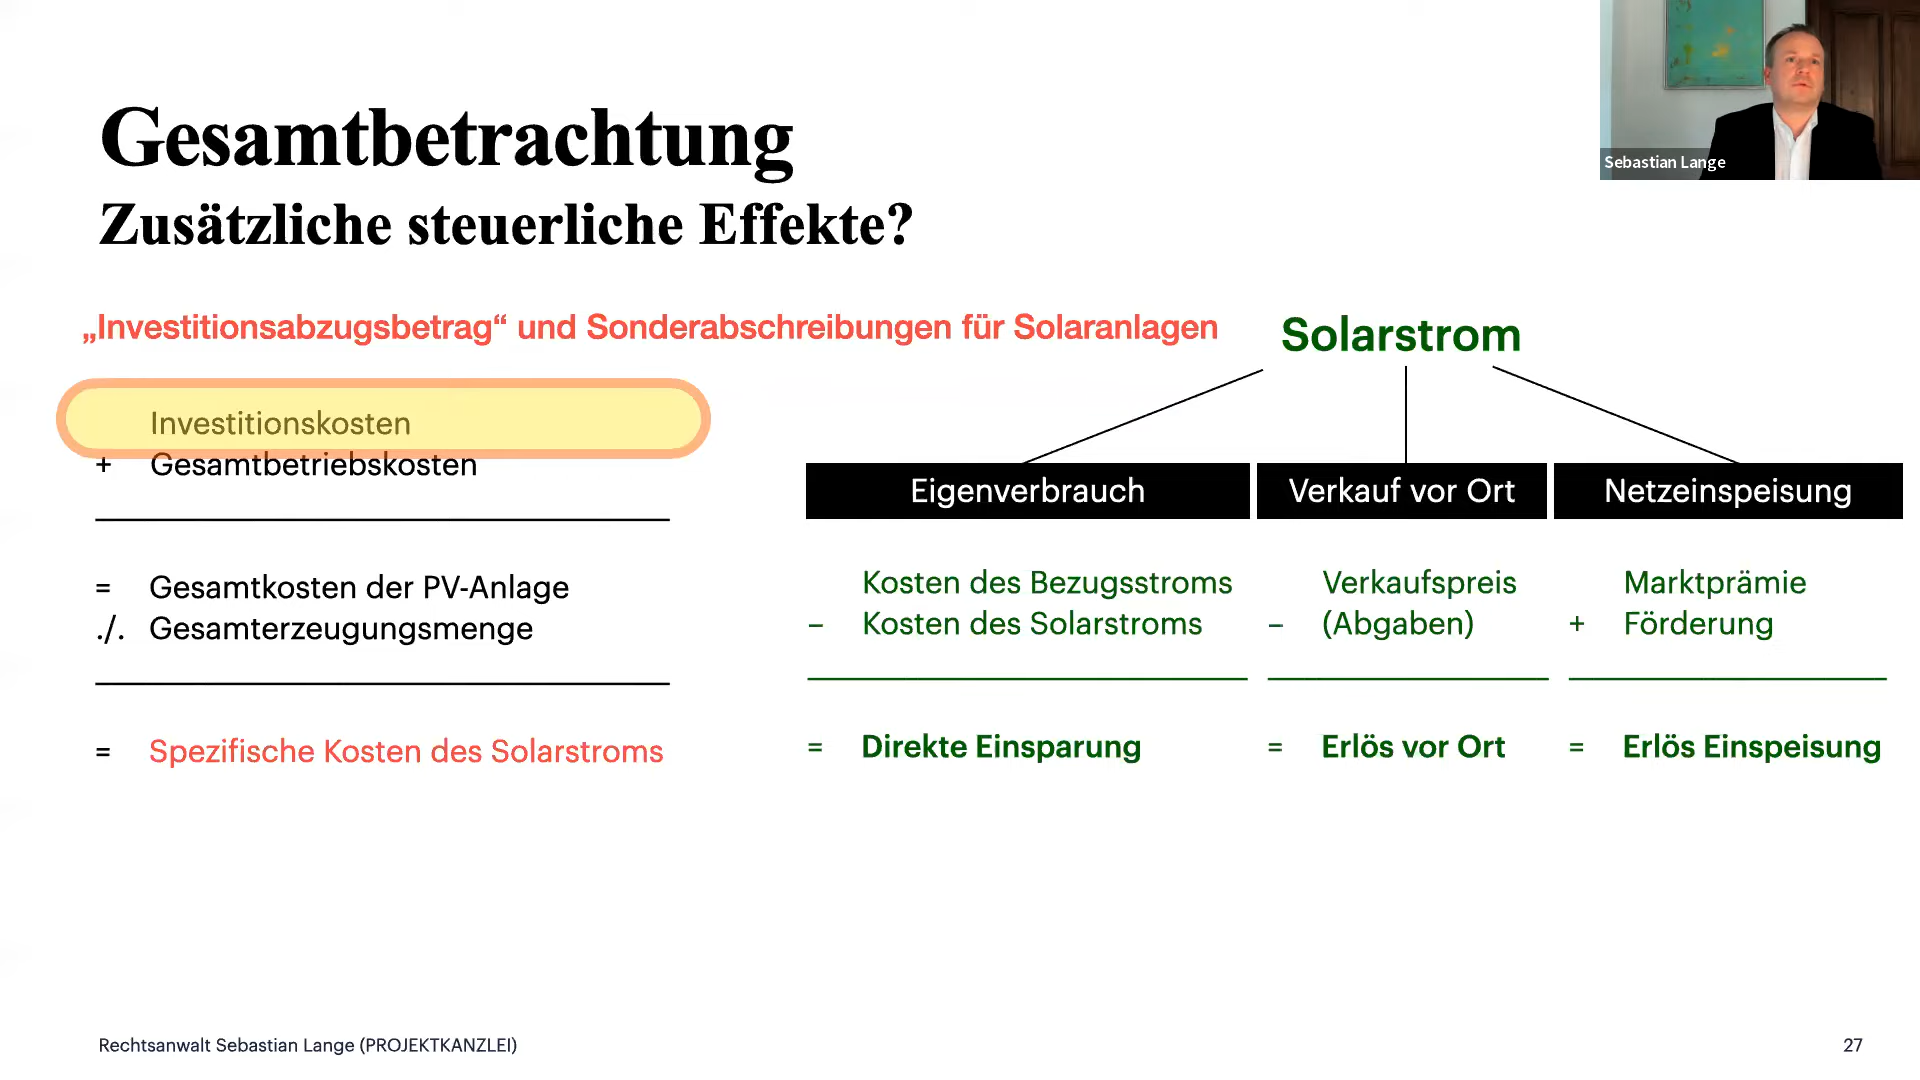 Sebastian Lange
Gesamtbetrachtung
Zusätzliche steuerliche Effekte?
„Investitionsabzugsbetrag“ und Sonderabschreibungen für Solaranlagen
Investitionskosten
+ Gesamtbetriebskosten
= Gesamtkosten der PV-Anlage
./. Gesamterzeugungsmenge
= Spezifische Kosten des Solarstroms
Solarstrom
Eigenverbrauch
Kosten des Bezugsstroms
– Kosten des Solarstroms
= Direkte Einsparung
Verkauf vor Ort
Verkaufspreis
– (Abgaben)
= Erlös vor Ort
Netzeinspeisung
Marktprämie
+ Förderung
= Erlös Einspeisung
Rechtsanwalt Sebastian Lange (PROJEKTKANZLEI)
27